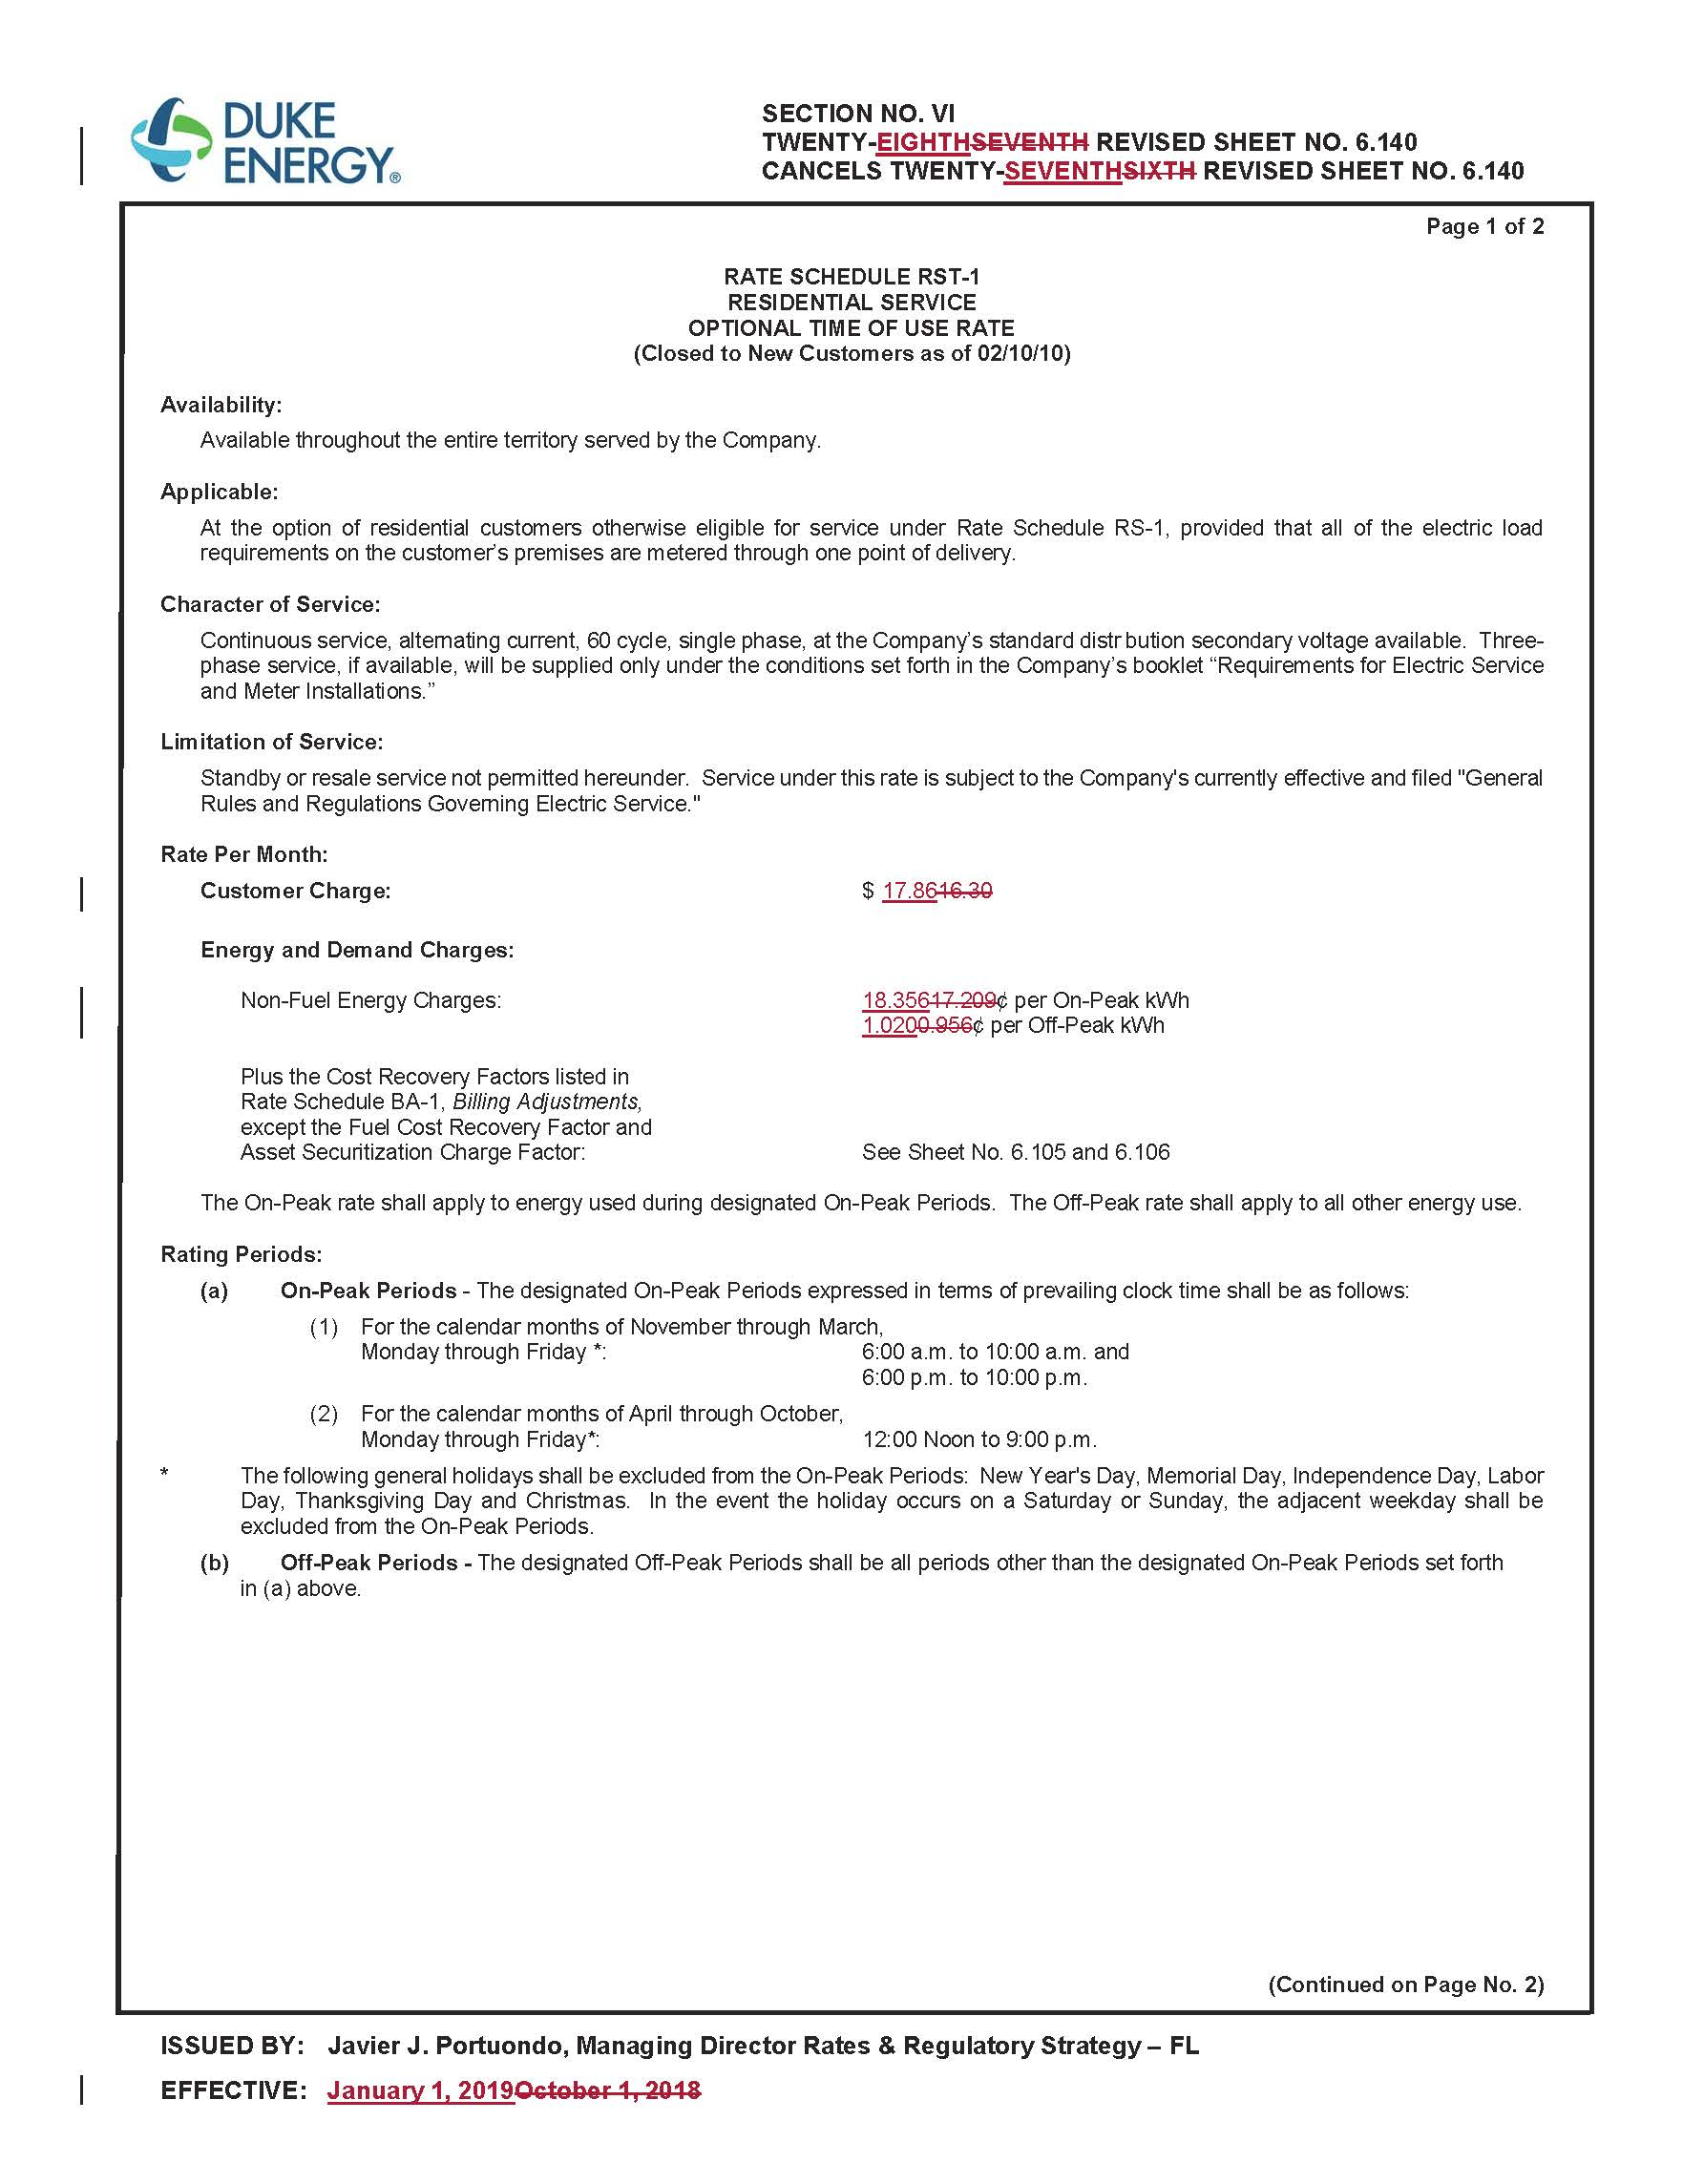 DUKE
ENERGY®
SECTION NO. VI
TWENTY-EIGHTHSEVENTH REVISED SHEET NO. 6.140
CANCELS TWENTY-SEVENTHSIXTH REVISED SHEET NO. 6.140
Page 1 of 2
RATE SCHEDULE RST-1
RESIDENTIAL SERVICE
OPTIONAL TIME OF USE RATE
(Closed to New Customers as of 02/10/10)
Availability:
Available throughout the entire territory served by the Company.
Applicable:
At the option of residential customers otherwise eligible for service under Rate Schedule RS-1, provided that all of the electric load
requirements on the customer’s premises are metered through one point of delivery.
Character of Service:
Continuous service, alternating current, 60 cycle, single phase, at the Company’s standard distr bution secondary voltage available.  Three-
phase service, if available, will be supplied only under the conditions set forth in the Company’s booklet “Requirements for Electric Service
and Meter Installations.”
Limitation of Service:
Standby or resale service not permitted hereunder.  Service under this rate is subject to the Company's currently effective and filed "General
Rules and Regulations Governing Electric Service."
Rate Per Month:
Customer Charge: $ 17.8616.30
Energy and Demand Charges:
Non-Fuel Energy Charges: 18.35617.209¢ per On-Peak kWh
1.0200.956¢ per Off-Peak kWh
Plus the Cost Recovery Factors listed in
Rate Schedule BA-1, Billing Adjustments,
except the Fuel Cost Recovery Factor and
Asset Securitization Charge Factor: See Sheet No. 6.105 and 6.106
The On-Peak rate shall apply to energy used during designated On-Peak Periods.  The Off-Peak rate shall apply to all other energy use.
Rating Periods:
(a) On-Peak Periods - The designated On-Peak Periods expressed in terms of prevailing clock time shall be as follows:
(1) For the calendar months of November through March,
Monday through Friday *: 6:00 a.m. to 10:00 a.m. and
6:00 p.m. to 10:00 p.m.
(2) For the calendar months of April through October,
Monday through Friday*: 12:00 Noon to 9:00 p.m.
* The following general holidays shall be excluded from the On-Peak Periods:  New Year's Day, Memorial Day, Independence Day, Labor
Day, Thanksgiving Day and Christmas.  In the event the holiday occurs on a Saturday or Sunday, the adjacent weekday shall be
excluded from the On-Peak Periods.
(b) Off-Peak Periods - The designated Off-Peak Periods shall be all periods other than the designated On-Peak Periods set forth
in (a) above.
(Continued on Page No. 2)
ISSUED BY: Javier J. Portuondo, Managing Director Rates & Regulatory Strategy – FL
EFFECTIVE: January 1, 2019October 1, 2018